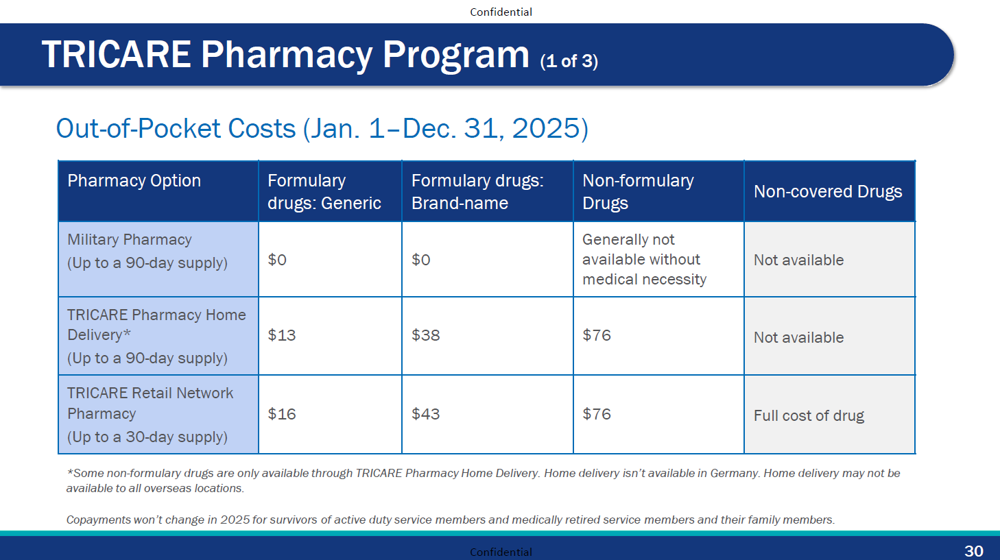 Confidential
TRICARE Pharmacy Program (1 of 3)
Out-of-Pocket Costs (Jan. 1–Dec. 31, 2025)
Pharmacy Option
Formulary
drugs: Generic
Formulary drugs:
Brand-name
Non-formulary
Drugs
Non-covered Drugs
Military Pharmacy
(Up to a 90-day supply)
$0
$0
Generally not
available without
medical necessity
Not available
TRICARE Pharmacy Home
Delivery*
(Up to a 90-day supply)
$13
$38
$76
Not available
TRICARE Retail Network
Pharmacy
(Up to a 30-day supply)
$16
$43
$76
Full cost of drug
*Some non-formulary drugs are only available through TRICARE Pharmacy Home Delivery. Home delivery isn’t available in Germany. Home delivery may not be
available to all overseas locations.
Copayments won’t change in 2025 for survivors of active duty service members and medically retired service members and their family members.
Confidential
30